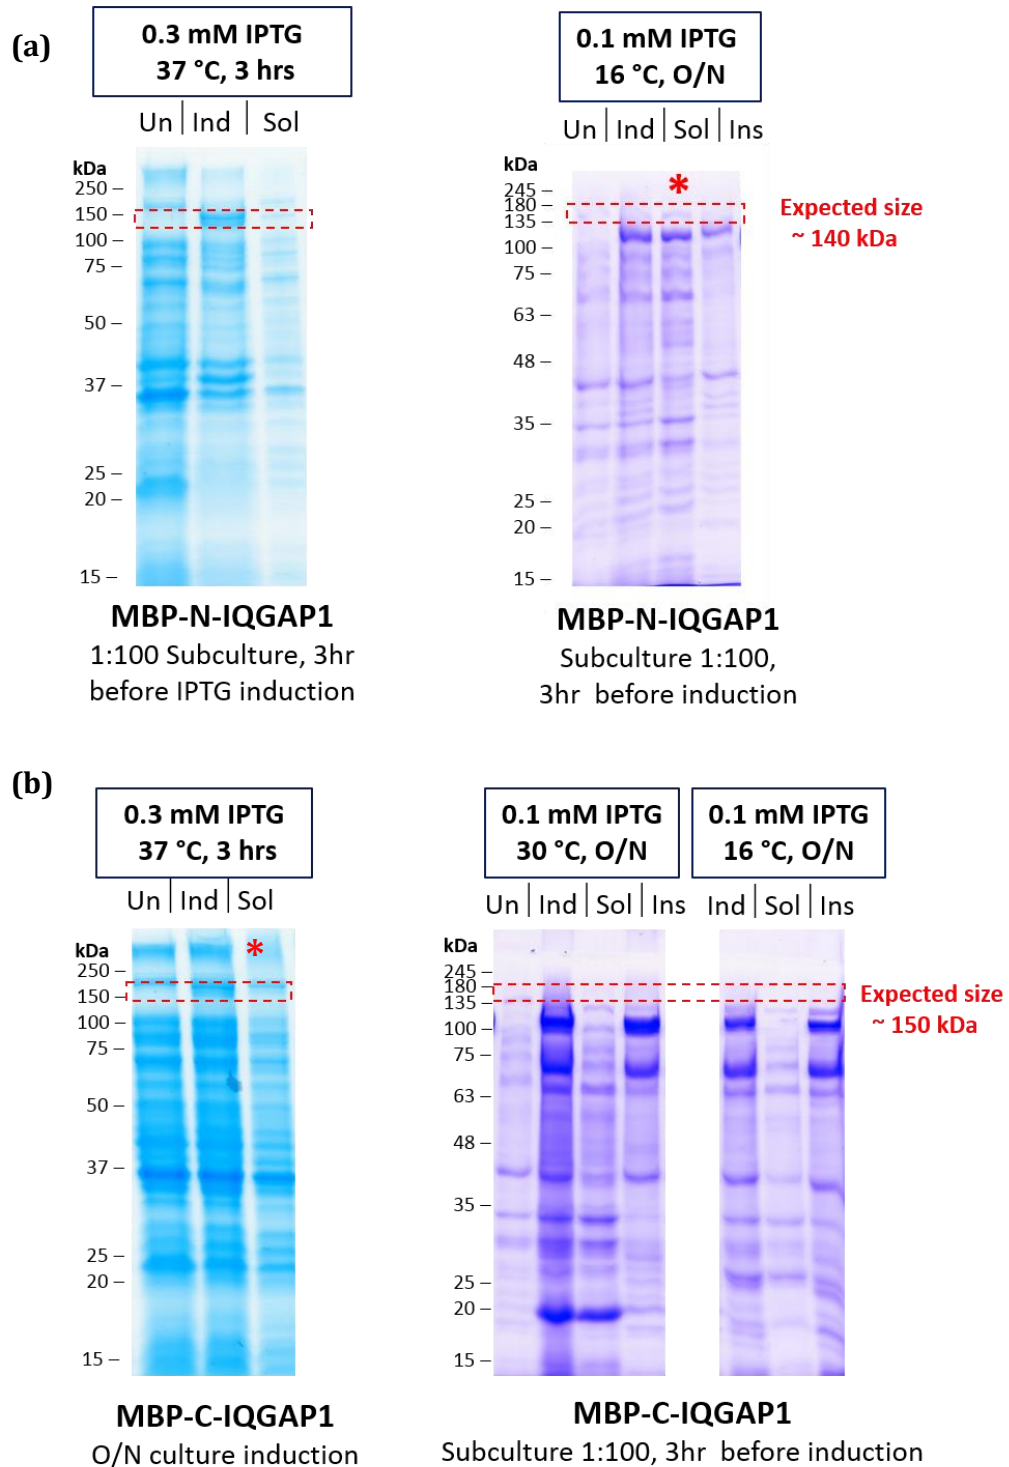 (a)
0.3 mM IPTG
37 °C, 3 hrs
Un | Ind | Sol
kDa
250 –
150 –
100 –
75 –
50 –
37 –
25 –
20 –
15 –
MBP-N-IQGAP1
1:100 Subculture, 3hr
before IPTG induction
0.1 mM IPTG
16 °C, O/N
Un | Ind | Sol | Ins
kDa
*
245 –
180 –
135 –
100 –
75 –
63 –
48 –
35 –
25 –
20 –
15 –
Expected size
~ 140 kDa
MBP-N-IQGAP1
Subculture 1:100,
3hr before induction
(b)
0.3 mM IPTG
37 °C, 3 hrs
Un | Ind | Sol
*
kDa
250 –
150 –
100 –
75 –
50 –
37 –
25 –
20 –
15 –
MBP-C-IQGAP1
O/N culture induction
0.1 mM IPTG
30 °C, O/N
Un | Ind | Sol | Ins
0.1 mM IPTG
16 °C, O/N
Ind | Sol | Ins
kDa
245 –
180 –
135 –
100 –
75 –
63 –
48 –
35 –
25 –
20 –
15 –
Expected size
~ 150 kDa
MBP-C-IQGAP1
Subculture 1:100, 3hr before induction